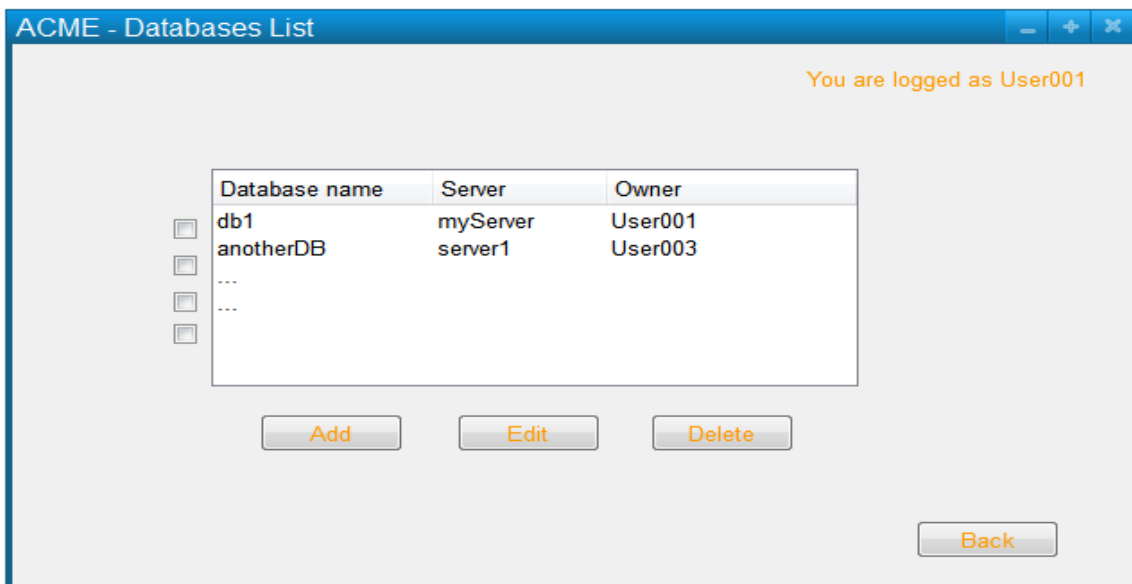 ACME - Databases List
You are logged as User001
Database name Server Owner
db1 myServer User001
anotherDB server1 User003
---
---
Add Edit Delete
Back